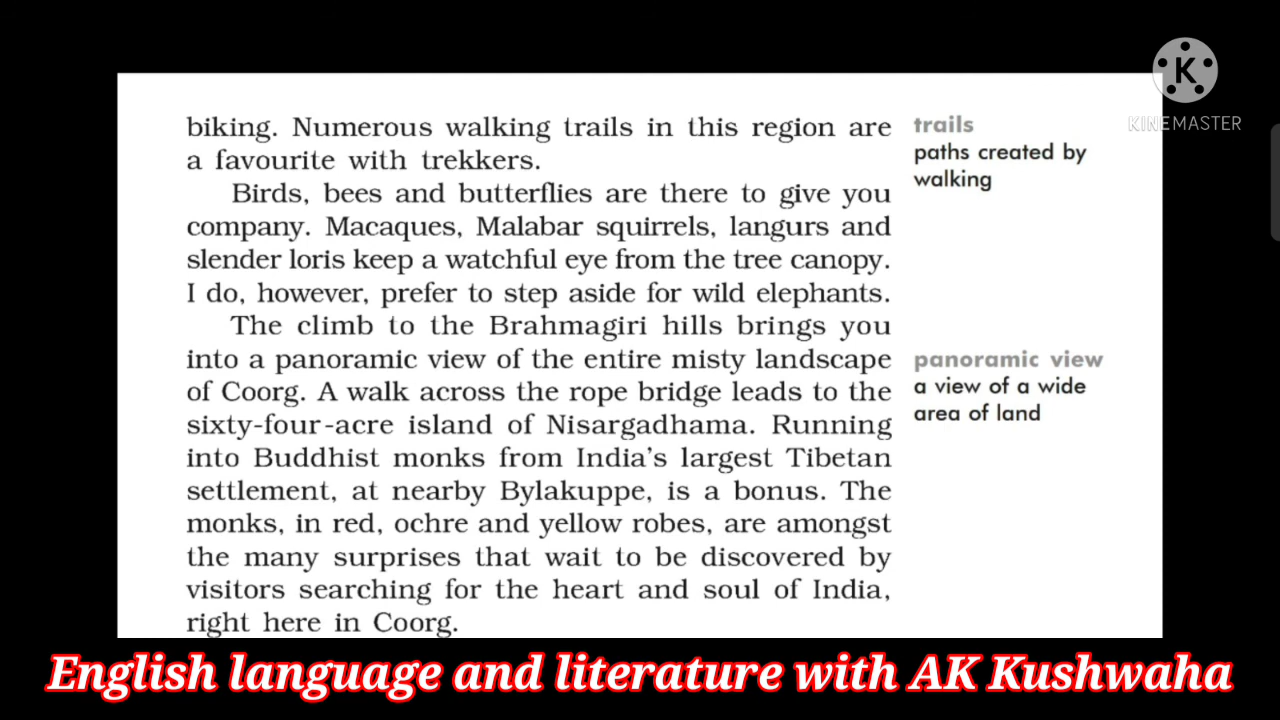 biking. Numerous walking trails in this region are
a favourite with trekkers.
Birds, bees and butterflies are there to give you
company. Macaques, Malabar squirrels, langurs and
slender loris keep a watchful eye from the tree canopy.
I do, however, prefer to step aside for wild elephants.
The climb to the Brahmagiri hills brings you
into a panoramic view of the entire misty landscape
of Coorg. A walk across the rope bridge leads to the
sixty-four-acre island of Nisargadhama. Running
into Buddhist monks from India's largest Tibetan
settlement, at nearby Bylakuppe, is a bonus. The
monks, in red, ochre and yellow robes, are amongst
the many surprises that wait to be discovered by
visitors searching for the heart and soul of India,
right here in Coorg.
trails
paths created by
walking
panoramic view
a view of a wide
area of land
K
KINEMASTER
English language and literature with AK Kushwaha